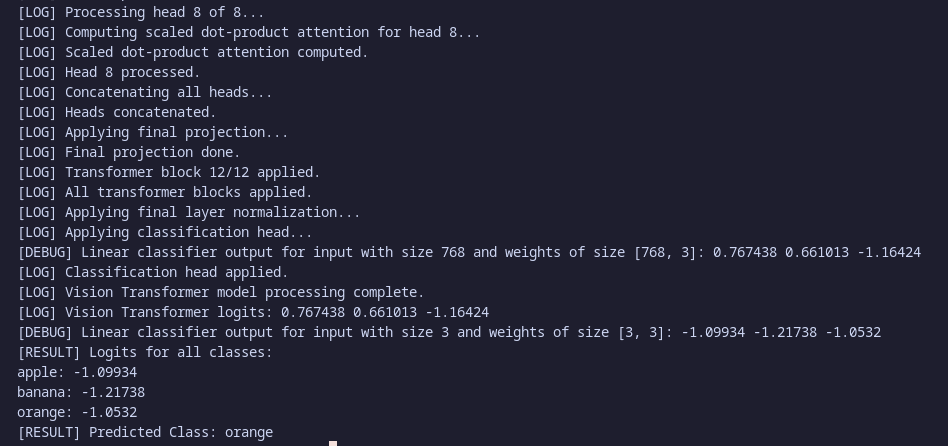 [LOG] Processing head 8 of 8...
[LOG] Computing scaled dot-product attention for head 8...
[LOG] Scaled dot-product attention computed.
[LOG] Head 8 processed.
[LOG] Concatenating all heads...
[LOG] Heads concatenated.
[LOG] Applying final projection...
[LOG] Final projection done.
[LOG] Transformer block 12/12 applied.
[LOG] All transformer blocks applied.
[LOG] Applying final layer normalization...
[LOG] Applying classification head...
[DEBUG] Linear classifier output for input with size 768 and weights of size [768, 3]: 0.767438 0.661013 -1.16424
[LOG] Classification head applied.
[LOG] Vision Transformer model processing complete.
[LOG] Vision Transformer logits: 0.767438 0.661013 -1.16424
[DEBUG] Linear classifier output for input with size 3 and weights of size [3, 3]: -1.09934 -1.21738 -1.0532
[RESULT] Logits for all classes:
apple: -1.09934
banana: -1.21738
orange: -1.0532
[RESULT] Predicted Class: orange